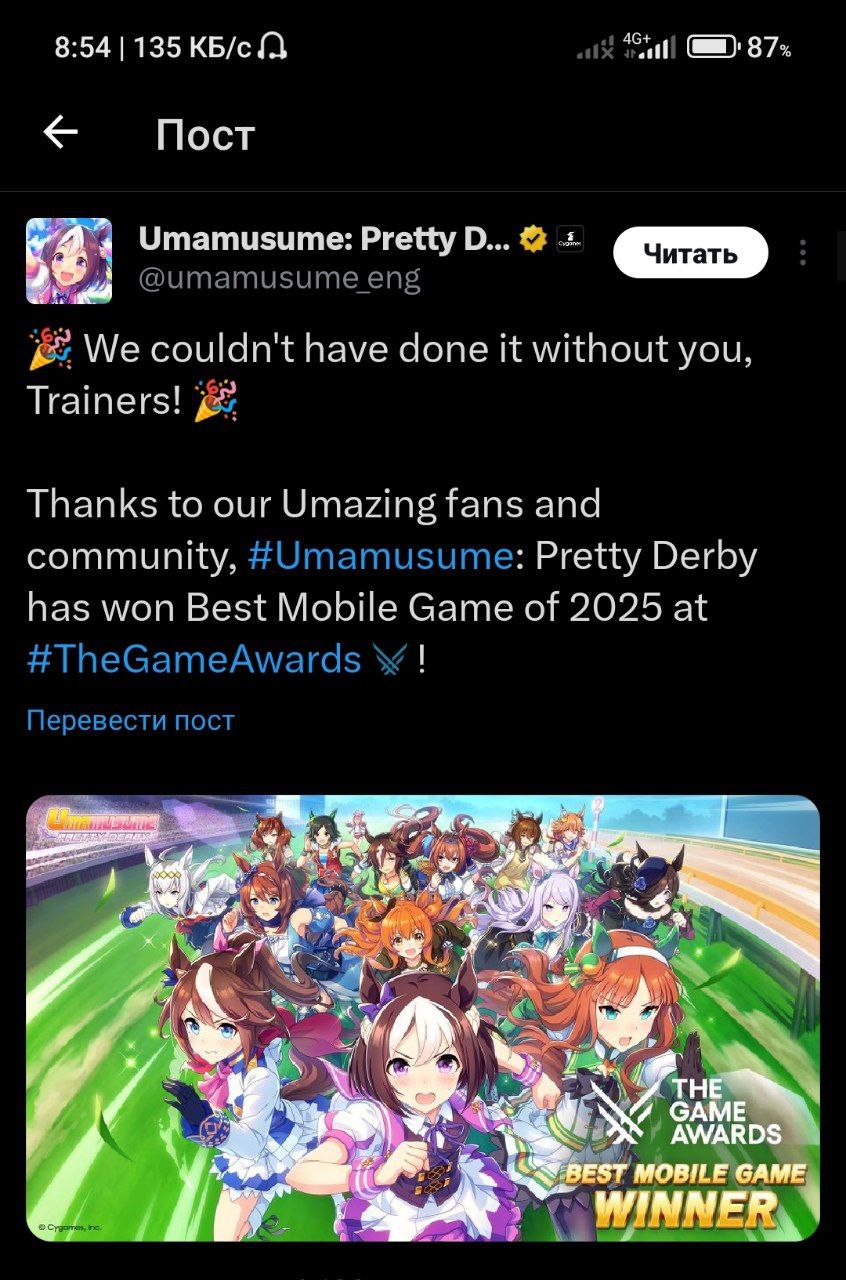 8:54 | 135 КБ/с
4G+
87%
Пост
Umamusume: Pretty D...
Cygames
Читать
@umamusume_eng
🎉 We couldn't have done it without you,
Trainers! 🎉
Thanks to our Umazing fans and
community, #Umamusume: Pretty Derby
has won Best Mobile Game of 2025 at
#TheGameAwards !
Перевести пост
UMAMUSUME
PRETTY DERBY
THE
GAME
AWARDS
BEST MOBILE GAME
WINNER
© Cygames, Inc.